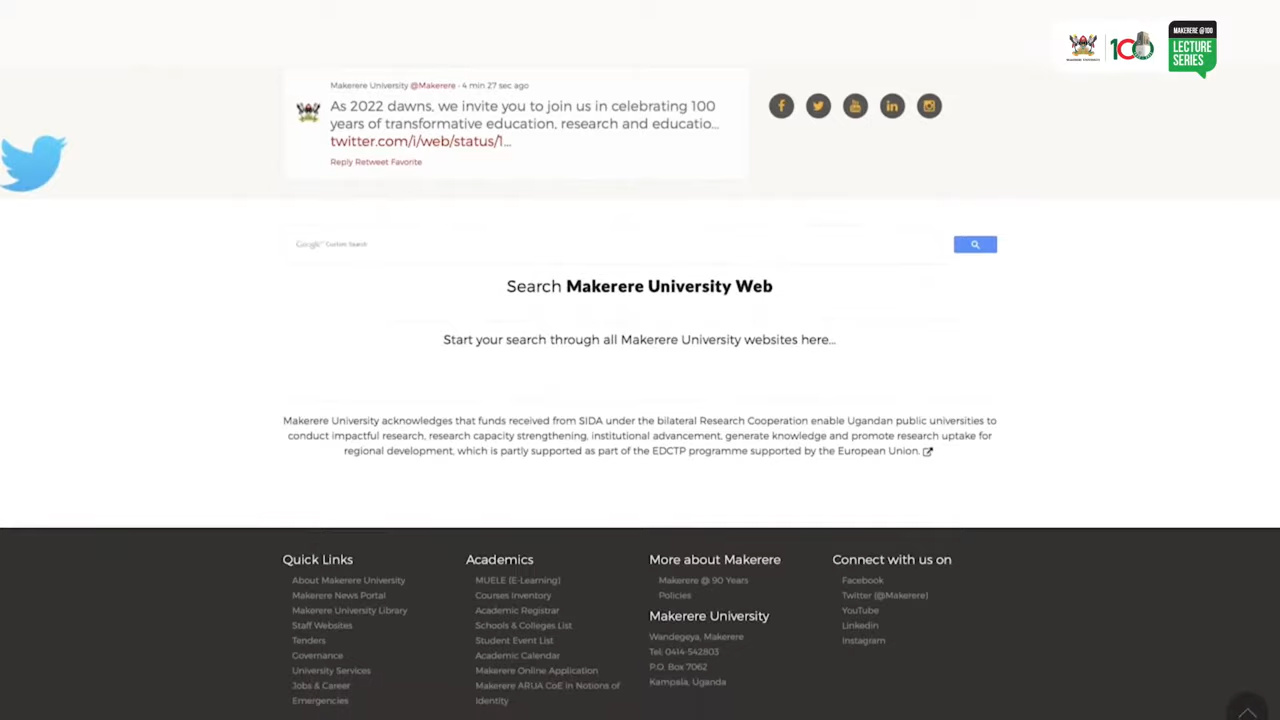 MAKERERE UNIVERSITY
100
MAKERERE @100
LECTURE
SERIES
Makerere University @Makerere - 4 min 27 sec ago
As 2022 dawns, we invite you to join us in celebrating 100
years of transformative education, research and educatio...
twitter.com/i/web/status/1...
Reply Retweet Favorite
Google Custom Search
Search Makerere University Web
Start your search through all Makerere University websites here...
Makerere University acknowledges that funds received from SIDA under the bilateral Research Cooperation enable Ugandan public universities to
conduct impactful research, research capacity strengthening, institutional advancement, generate knowledge and promote research uptake for
regional development, which is partly supported as part of the EDCTP programme supported by the European Union.
Quick Links
About Makerere University
Makerere News Portal
Makerere University Library
Staff Websites
Tenders
Governance
University Services
Jobs & Career
Emergencies
Academics
MUELE (E-Learning)
Courses Inventory
Academic Registrar
Schools & Colleges List
Student Event List
Academic Calendar
Makerere Online Application
Makerere ARUA CoE in Notions of
Identity
More about Makerere
Makerere @ 90 Years
Policies
Makerere University
Wandegeya, Makerere
Tel: 0414-542803
P.O. Box 7062
Kampala, Uganda
Connect with us on
Facebook
Twitter (@Makerere)
YouTube
Linkedin
Instagram